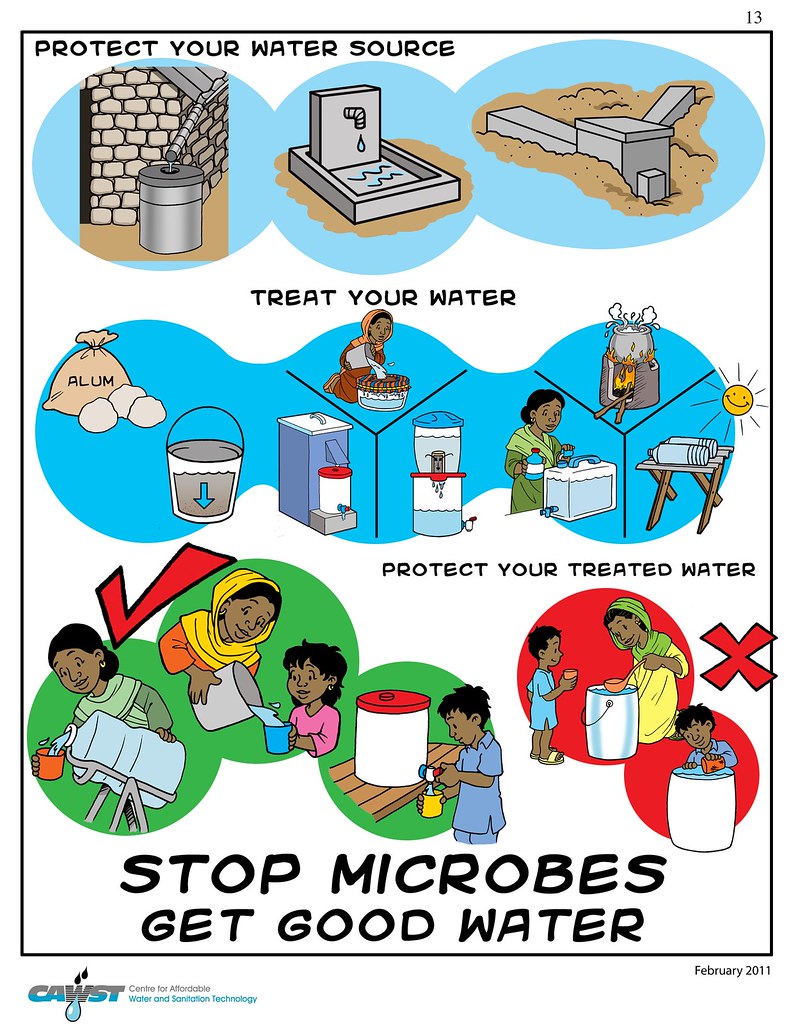 13
PROTECT YOUR WATER SOURCE
TREAT YOUR WATER
ALUM
PROTECT YOUR TREATED WATER
STOP MICROBES
GET GOOD WATER
February 2011
CAWST Centre for Affordable
Water and Sanitation Technology